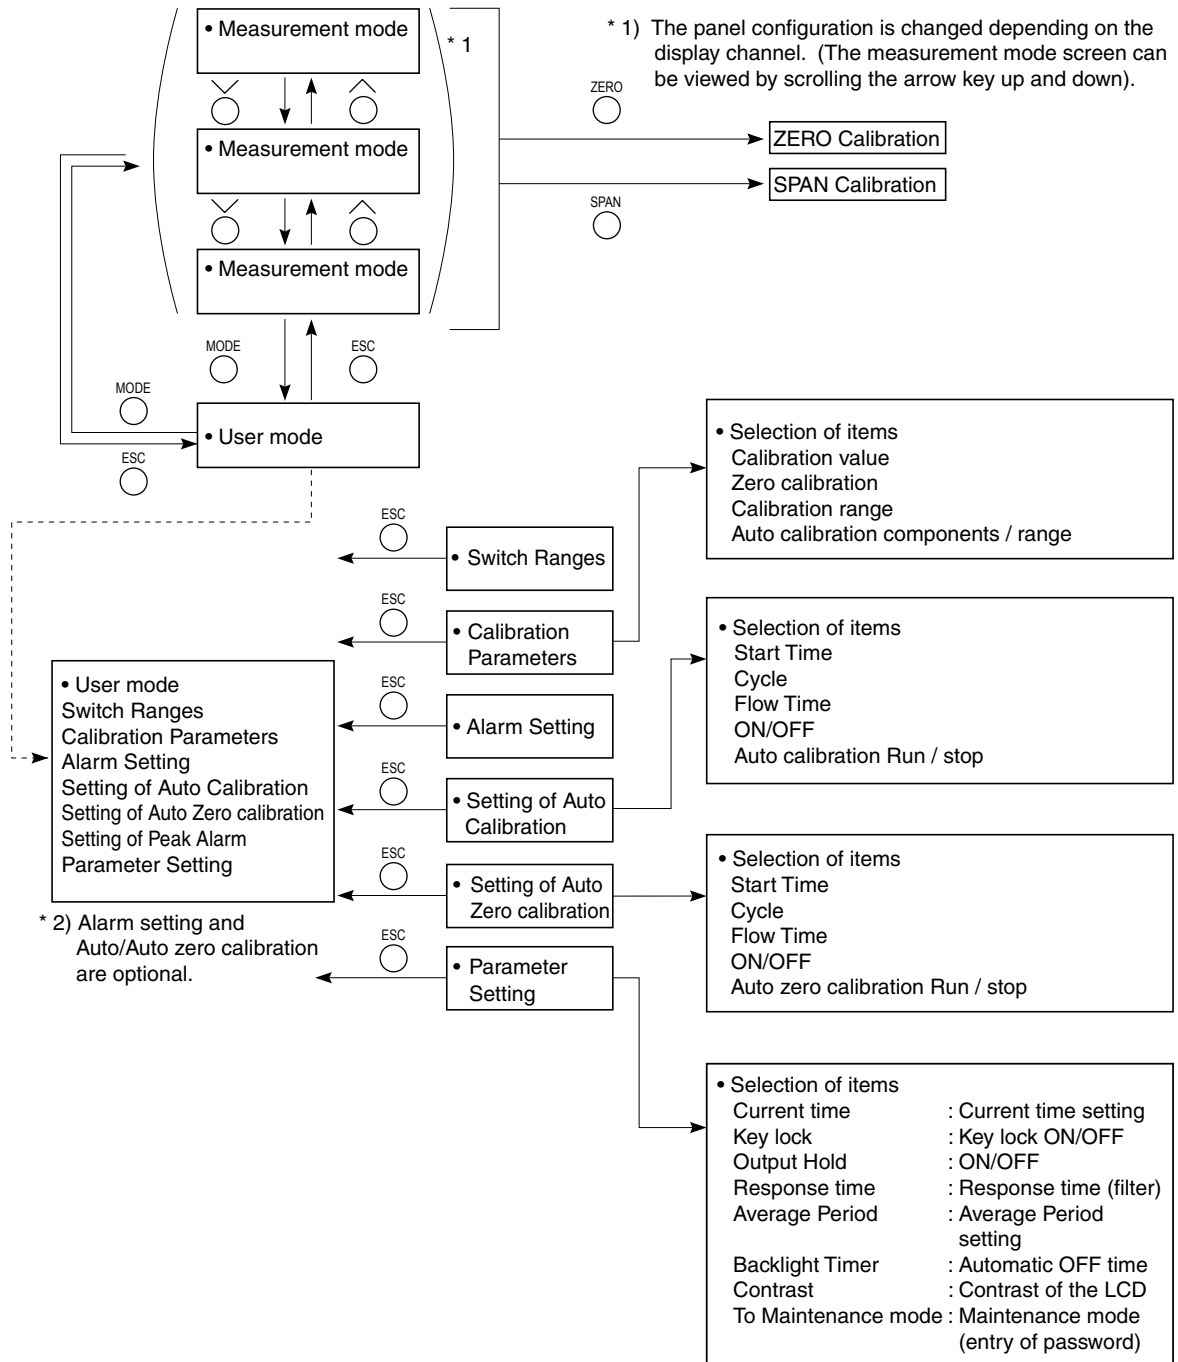 • Measurement mode
* 1
* 1) The panel configuration is changed depending on the
display channel. (The measurement mode screen can
be viewed by scrolling the arrow key up and down).
ZERO
• Measurement mode
ZERO Calibration
SPAN Calibration
SPAN
• Measurement mode
MODE
ESC
MODE
• User mode
ESC
• Selection of items
Calibration value
Zero calibration
Calibration range
Auto calibration components / range
ESC
• Switch Ranges
ESC
• Calibration
Parameters
• Selection of items
Start Time
Cycle
Flow Time
ON/OFF
Auto calibration Run / stop
ESC
• Alarm Setting
• User mode
Switch Ranges
Calibration Parameters
Alarm Setting
Setting of Auto Calibration
Setting of Auto Zero calibration
Setting of Peak Alarm
Parameter Setting
ESC
• Setting of Auto
Calibration
ESC
• Setting of Auto
Zero calibration
• Selection of items
Start Time
Cycle
Flow Time
ON/OFF
Auto zero calibration Run / stop
* 2) Alarm setting and
Auto/Auto zero calibration
are optional.
ESC
• Parameter
Setting
• Selection of items
Current time : Current time setting
Key lock : Key lock ON/OFF
Output Hold : ON/OFF
Response time : Response time (filter)
Average Period : Average Period
setting
Backlight Timer : Automatic OFF time
Contrast : Contrast of the LCD
To Maintenance mode : Maintenance mode
(entry of password)